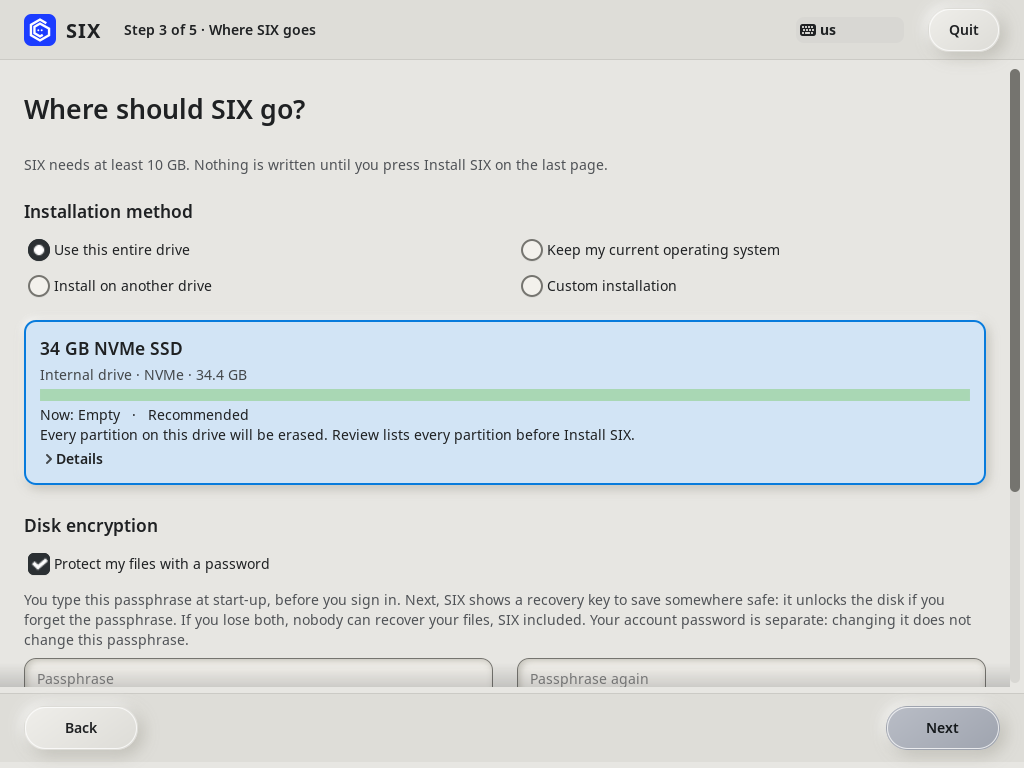 SIX
Step 3 of 5 · Where SIX goes
us
Quit
Where should SIX go?
SIX needs at least 10 GB. Nothing is written until you press Install SIX on the last page.
Installation method
Use this entire drive
Keep my current operating system
Install on another drive
Custom installation
34 GB NVMe SSD
Internal drive · NVMe · 34.4 GB
Now: Empty · Recommended
Every partition on this drive will be erased. Review lists every partition before Install SIX.
Details
Disk encryption
Protect my files with a password
You type this passphrase at start-up, before you sign in. Next, SIX shows a recovery key to save somewhere safe: it unlocks the disk if you
forget the passphrase. If you lose both, nobody can recover your files, SIX included. Your account password is separate: changing it does not
change this passphrase.
Passphrase
Passphrase again
Back
Next